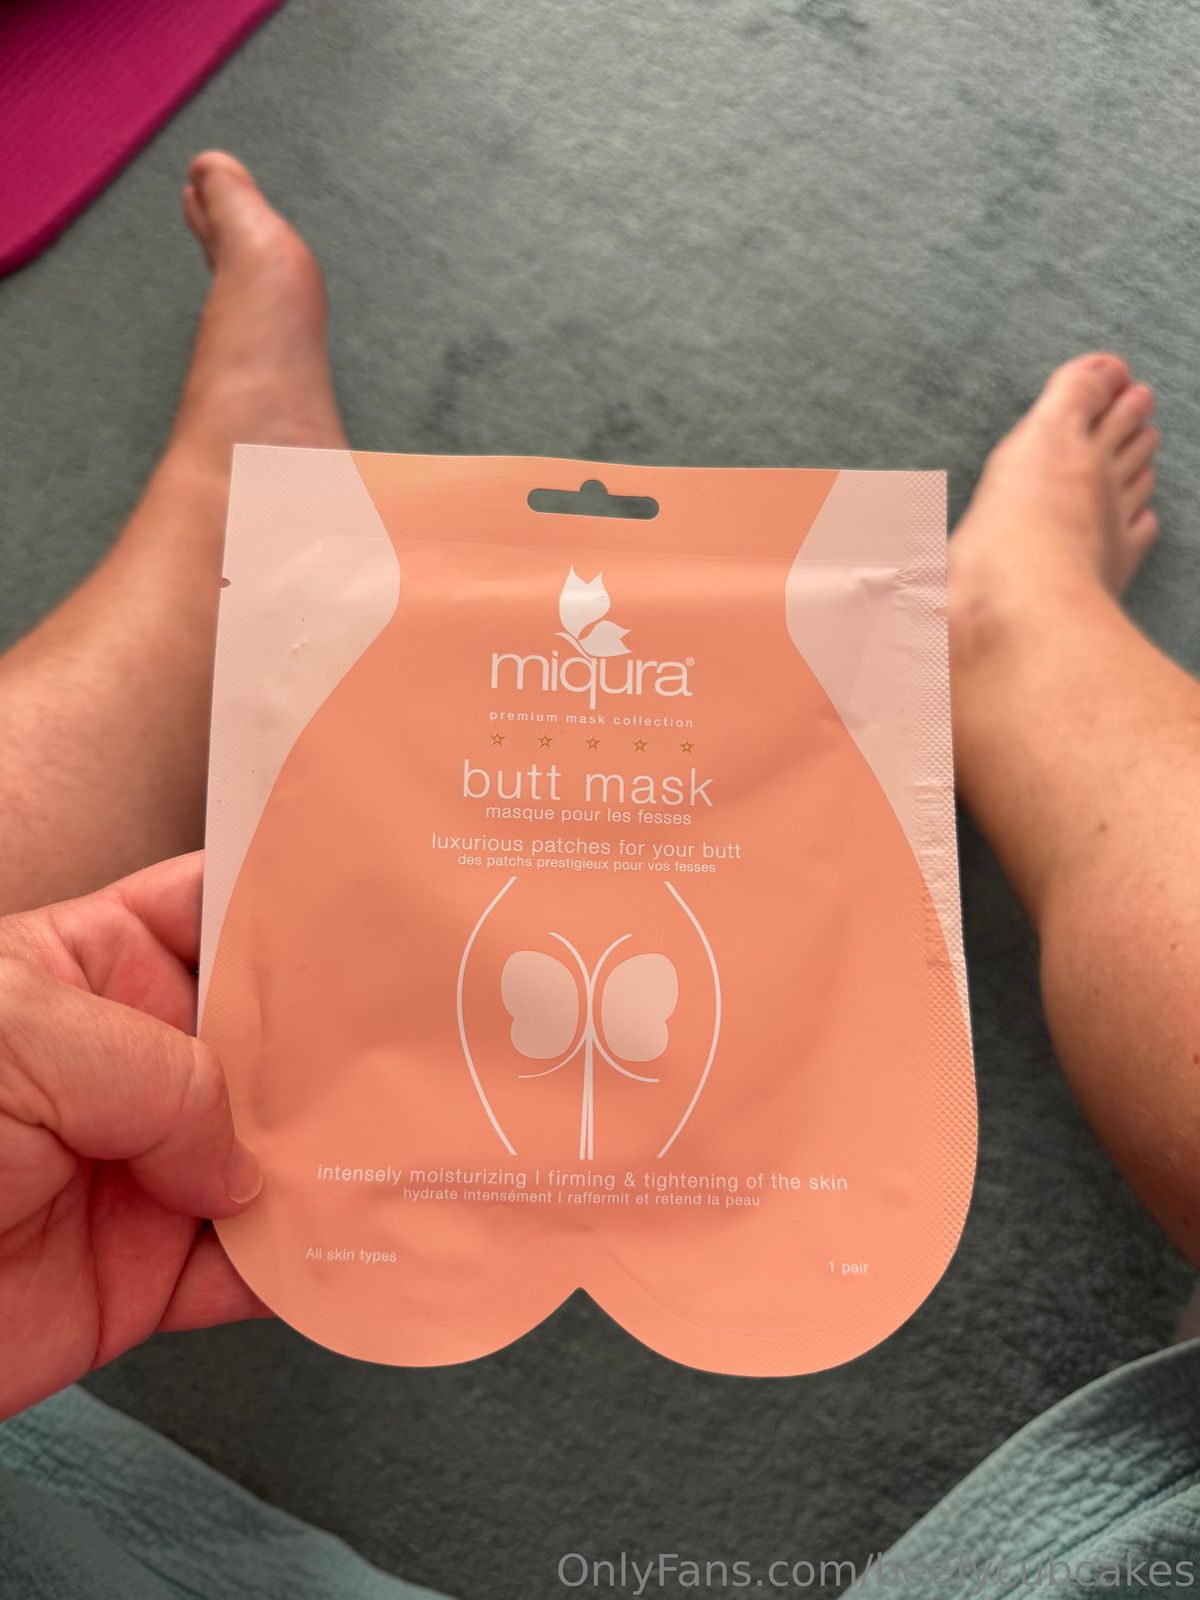 miqura®
premium mask collection
butt mask
masque pour les fesses
luxurious patches for your butt
des patchs prestigieux pour vos fesses
intensely moisturizing | firming & tightening of the skin
hydrate intensément | raffermit et retend la peau
All skin types
1 pair
OnlyFans.com/beefycubcakes